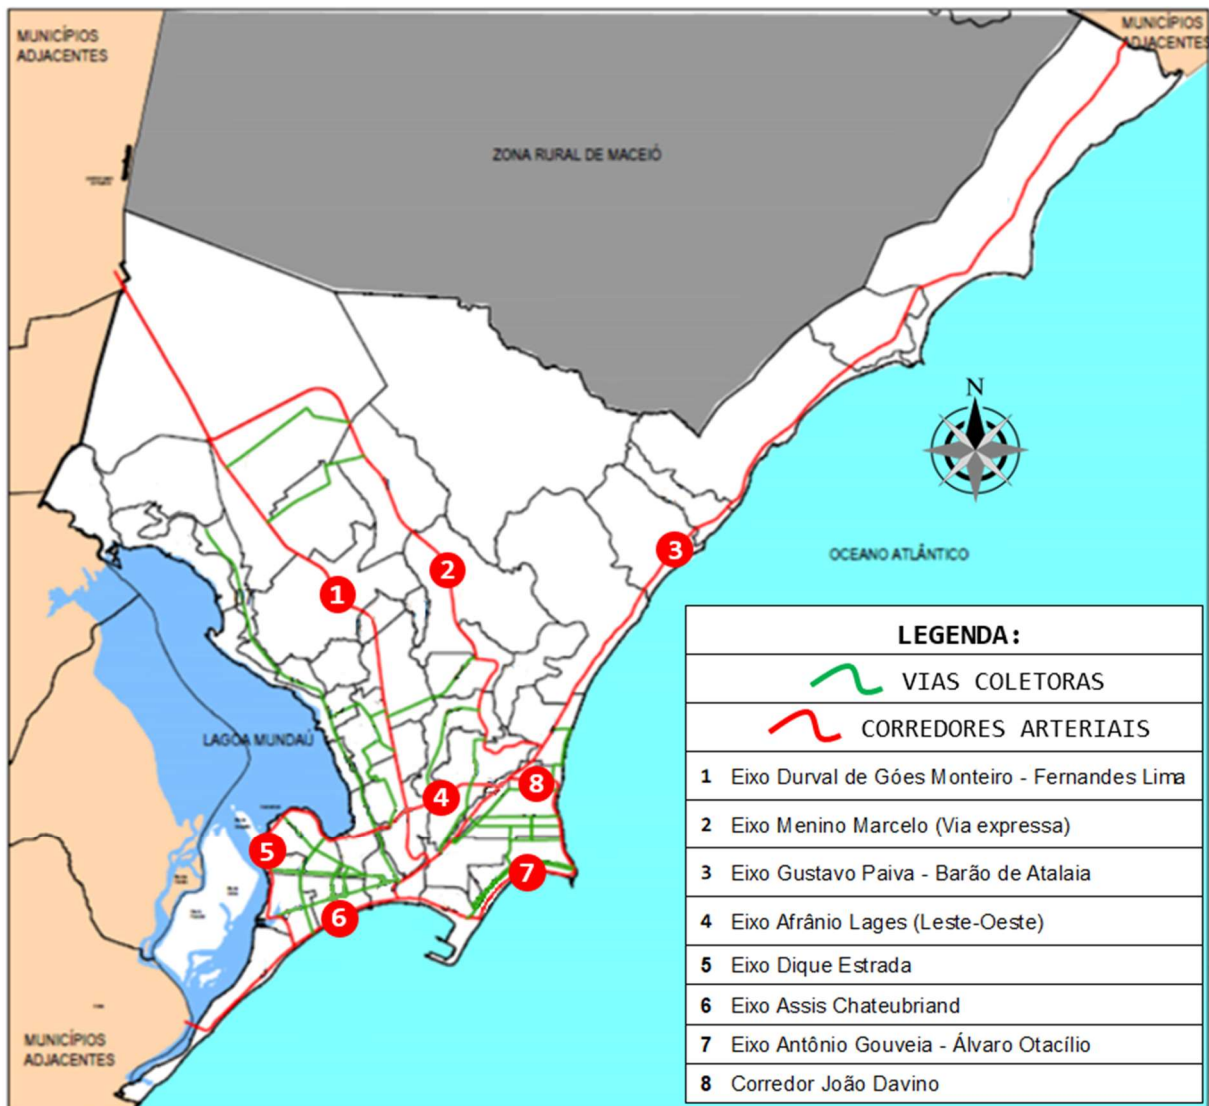 MUNICÍPIOS
ADJACENTES
MUNICÍPIOS
ADJACENTES
ZONA RURAL DE MACEIÓ
N
OCEANO ATLÂNTICO
3
2
1
LAGOA MUNDAÚ
8
4
5
7
6
MUNICÍPIOS
ADJACENTES
LEGENDA:
VIAS COLETORAS
CORREDORES ARTERIAIS
1 Eixo Durval de Góes Monteiro - Fernandes Lima
2 Eixo Menino Marcelo (Via expressa)
3 Eixo Gustavo Paiva - Barão de Atalaia
4 Eixo Afrânio Lages (Leste-Oeste)
5 Eixo Dique Estrada
6 Eixo Assis Chateubriand
7 Eixo Antônio Gouveia - Álvaro Otacílio
8 Corredor João Davino